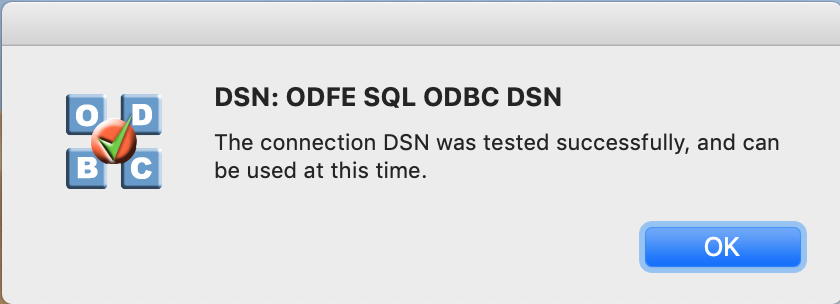 O D
B C
DSN: ODFE SQL ODBC DSN
The connection DSN was tested successfully, and can
be used at this time.
OK